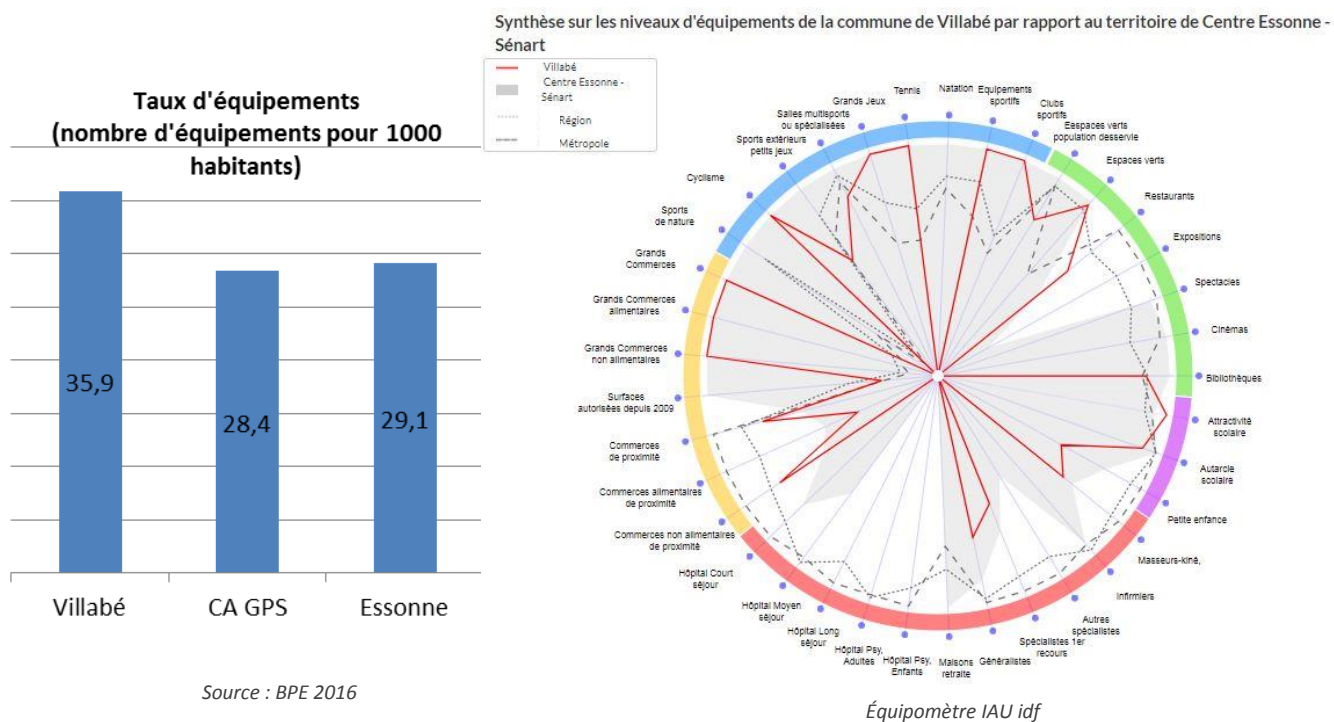 Synthèse sur les niveaux d'équipements de la commune de Villabé par rapport au territoire de Centre Essonne -
Sénart
Villabé
Centre Essonne -
Sénart
Région
Métropole
Taux d'équipements
(nombre d'équipements pour 1000
habitants)
35,9
28,4
29,1
Villabé
CA GPS
Essonne
Source : BPE 2016
Natation
Equipements
sportifs
Clubs
sportifs
Eespaces verts
population desservie
Espaces verts
Restaurants
Expositions
Spectacles
Cinémas
Bibliothèques
Attractivité
scolaire
Autarcie
scolaire
Petite enfance
Masseurs-kiné,
Infirmiers
Autres
spécialistes
Spécialistes 1er
recours
Généralistes
Maisons
retraite
Hôpital Psy,
Enfants
Hôpital Psy,
Adultes
Hôpital Long
séjour
Hôpital Moyen
séjour
Hôpital Court
séjour
Commerces non alimentaires
de proximité
Commerces alimentaires
de proximité
Commerces
de proximité
Surfaces
autorisées depuis 2009
Grands Commerces
non alimentaires
Grands Commerces
alimentaires
Grands
Commerces
Sports
de nature
Cyclisme
Sports extérieurs
petits jeux
Salles multisports
ou spécialisées
Grands Jeux
Tennis
Équipomètre IAU idf